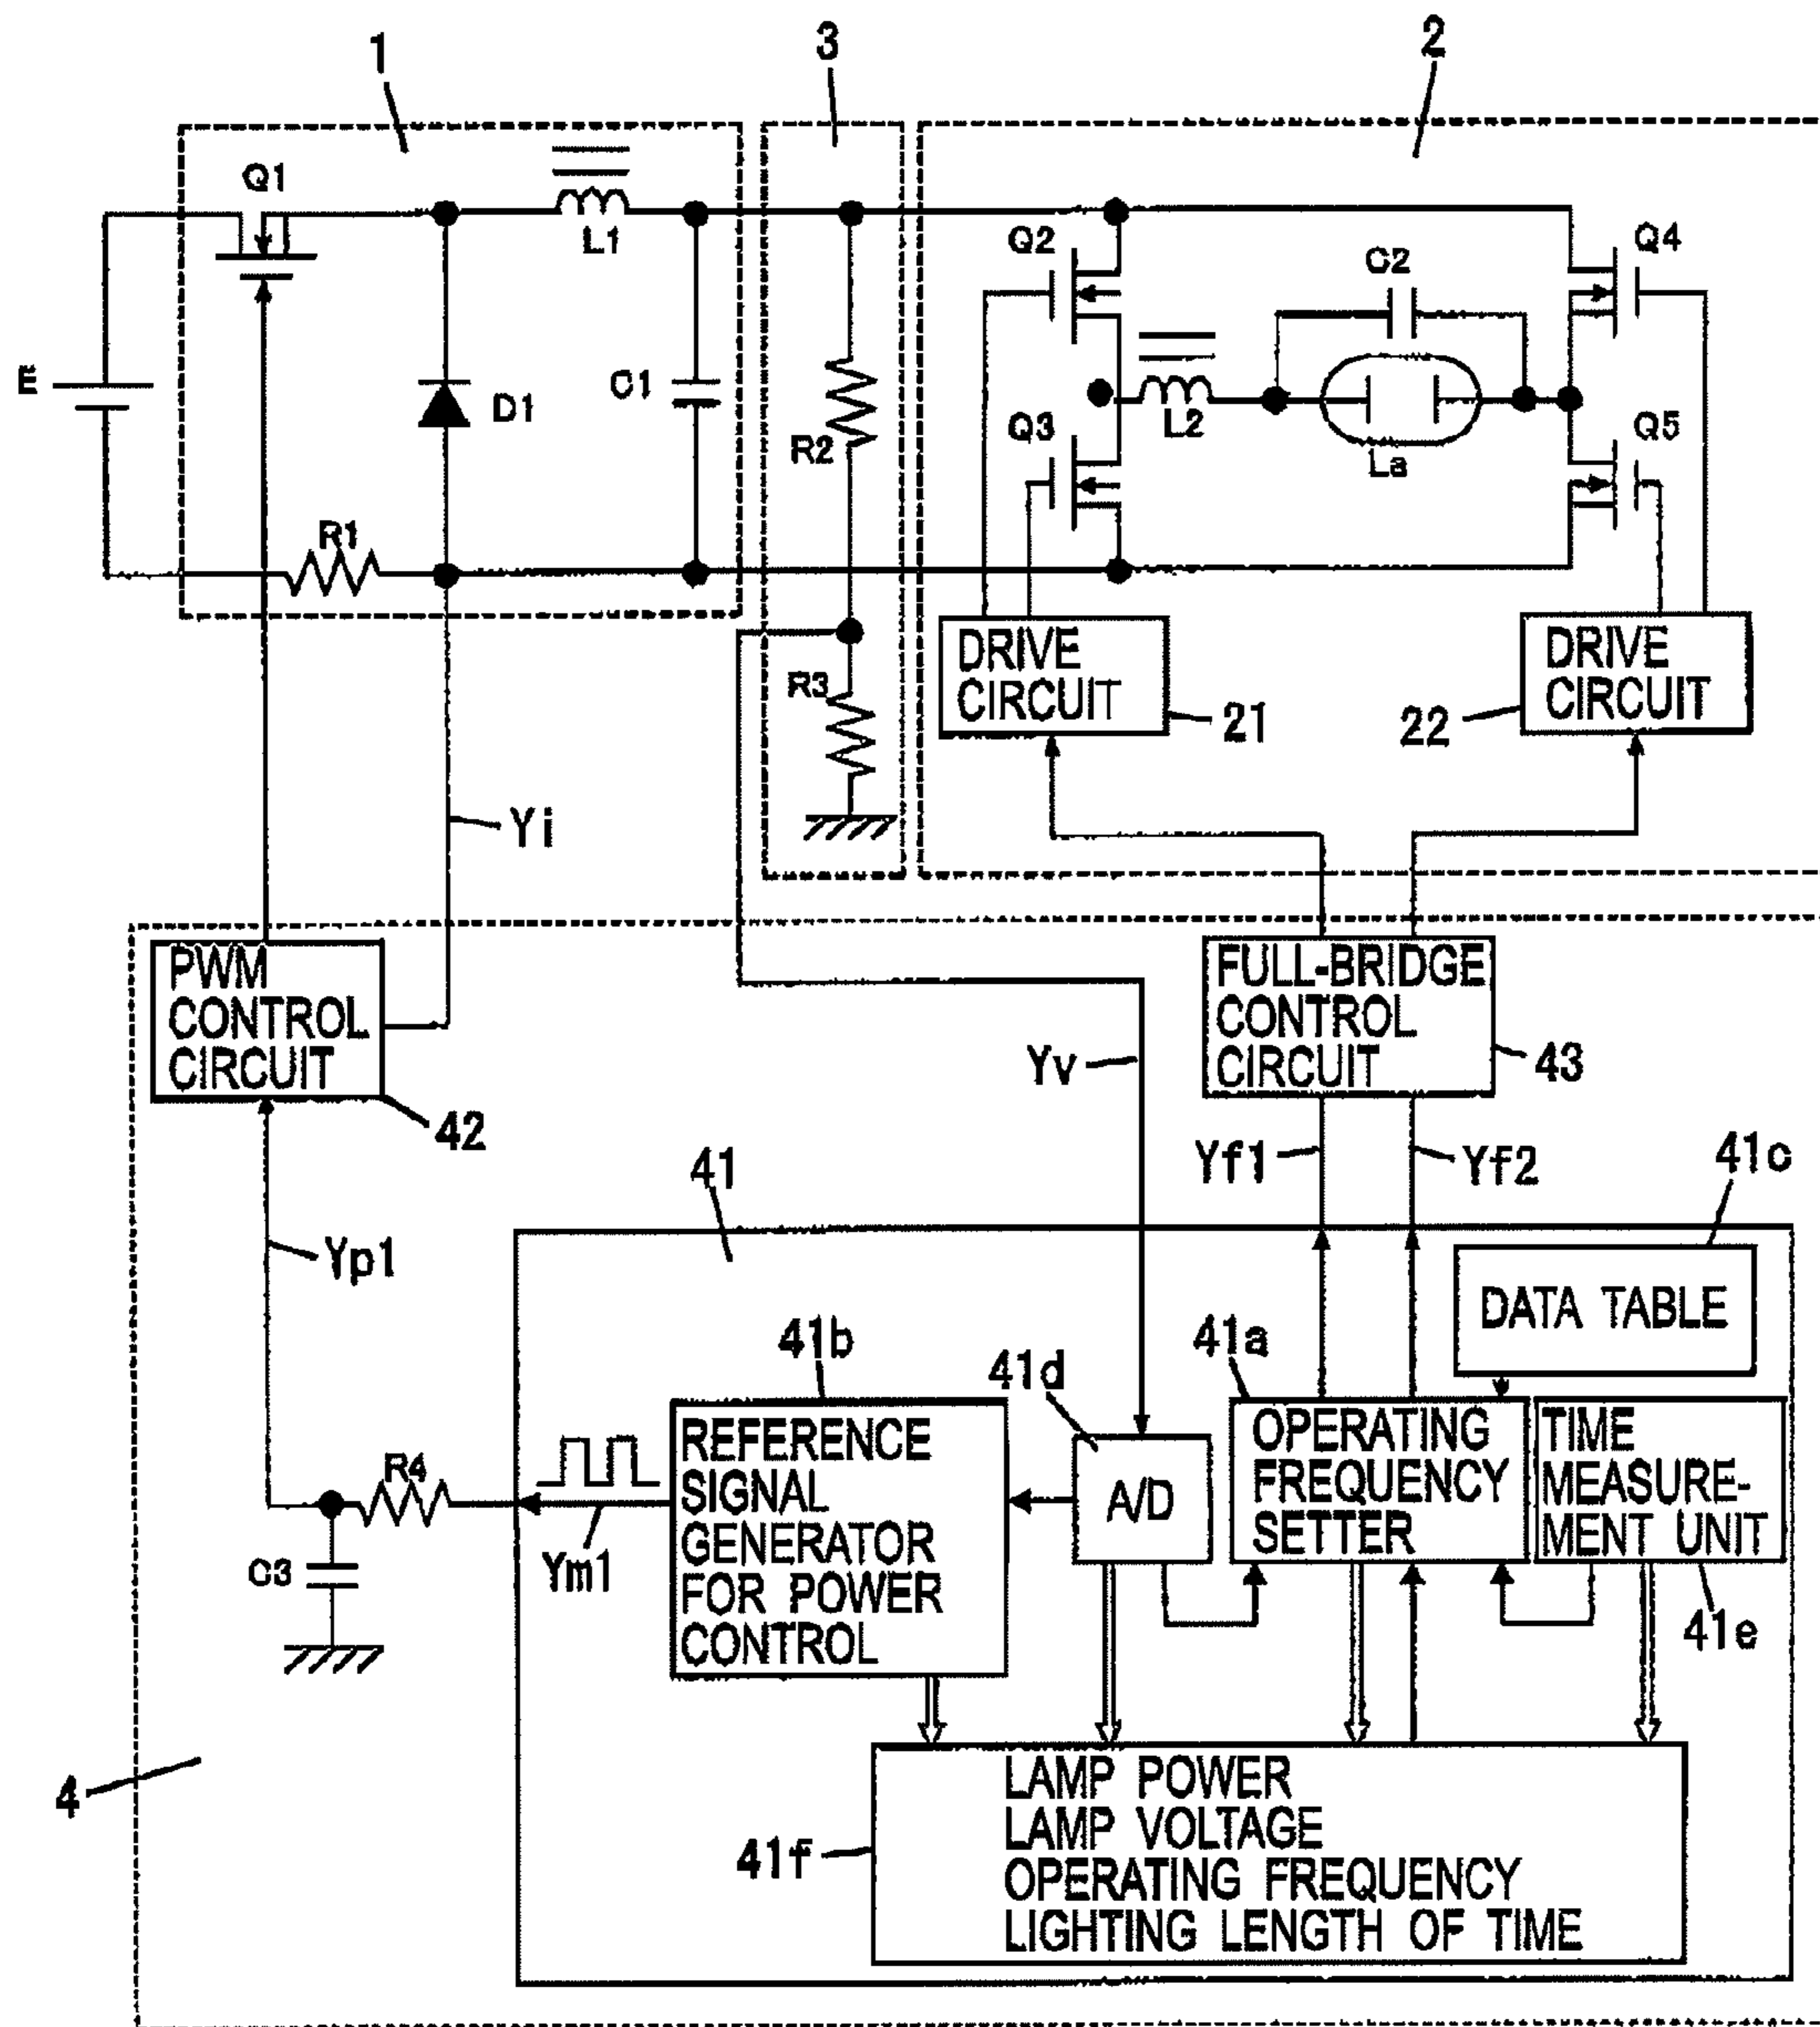 1
3
2
Q1
L1
Q2
Q4
C2
E
D1
C1
R2
Q3
L2
La
Q5
R1
R3
DRIVE
CIRCUIT
21
22
DRIVE
CIRCUIT
Yi
PWM
CONTROL
CIRCUIT
42
Yv
FULL-BRIDGE
CONTROL
CIRCUIT
43
Yf1
Yf2
41c
41
Yp1
DATA TABLE
41b
41d
41a
R4
C3
Ym1
REFERENCE
SIGNAL
GENERATOR
FOR POWER
CONTROL
A/D
OPERATING
FREQUENCY
SETTER
TIME
MEASURE-
MENT UNIT
41e
4
41f
LAMP POWER
LAMP VOLTAGE
OPERATING FREQUENCY
LIGHTING LENGTH OF TIME